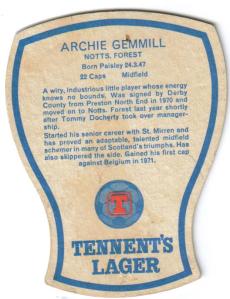 ARCHIE GEMMILL
NOTTS. FOREST
Born Paisley 24.3.47
22 Caps Midfield
A wiry, industrious little player whose energy
knows no bounds. Was signed by Derby
County from Preston North End in 1970 and
moved on to Notts. Forest last year shortly
after Tommy Docherty took over manager-
ship.
Started his senior career with St. Mirren and
has proved an adaptable, talented midfield
schemer in many of Scotland's triumphs. Has
also skippered the side. Gained his first cap
against Belgium in 1971.
T
TENNENT'S
LAGER